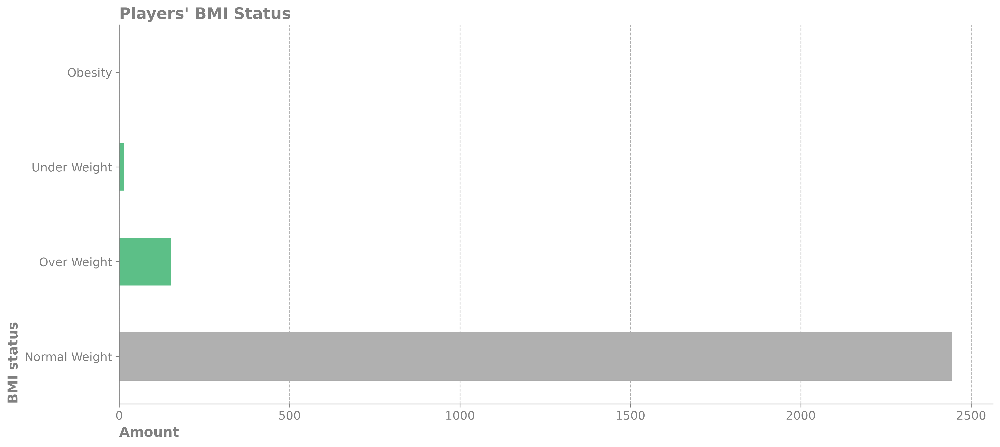 Players' BMI Status
Obesity
Under Weight
Over Weight
Normal Weight
BMI status
0 500 1000 1500 2000 2500
Amount